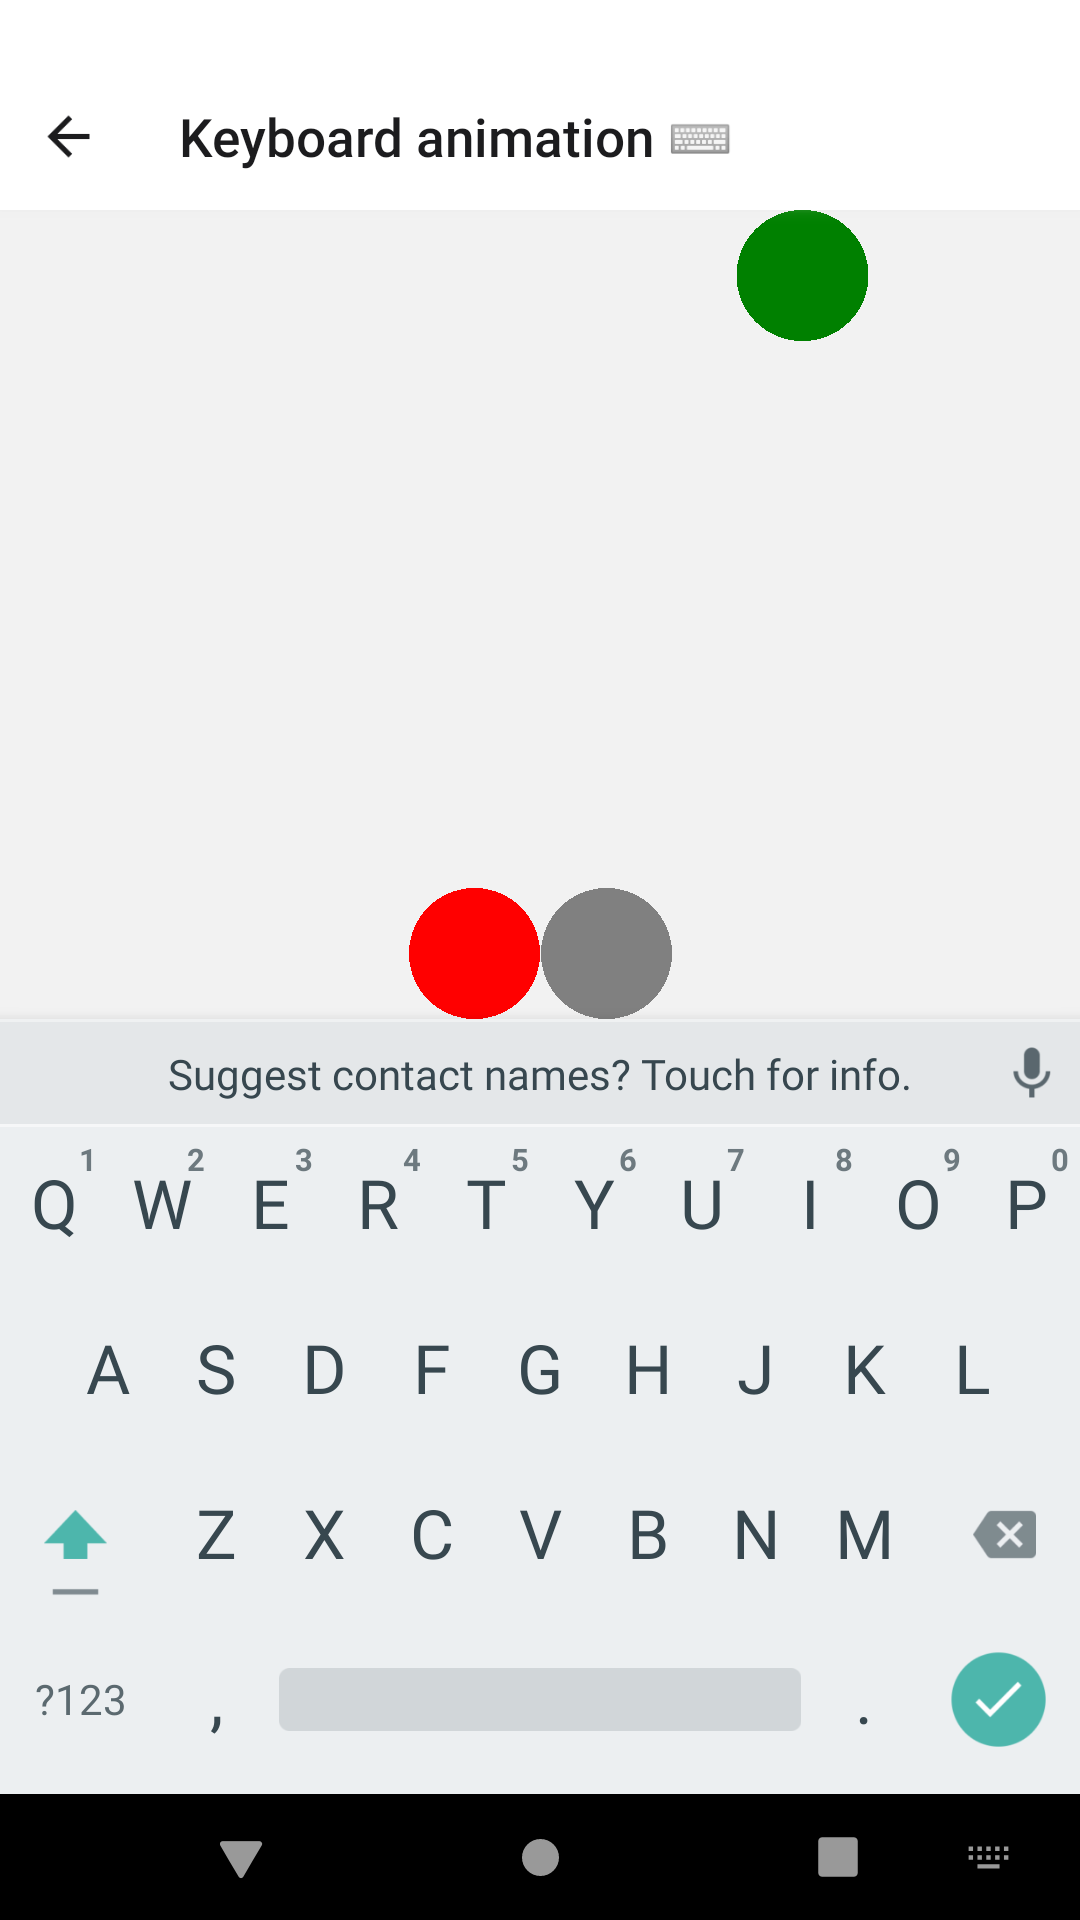 Keyboard animation ⌨
Suggest contact names? Touch for info.
1 2 3 4 5 6 7 8 9 0
Q W E R T Y U I O P
A S D F G H J K L
Z X C V B N M
?123 , .